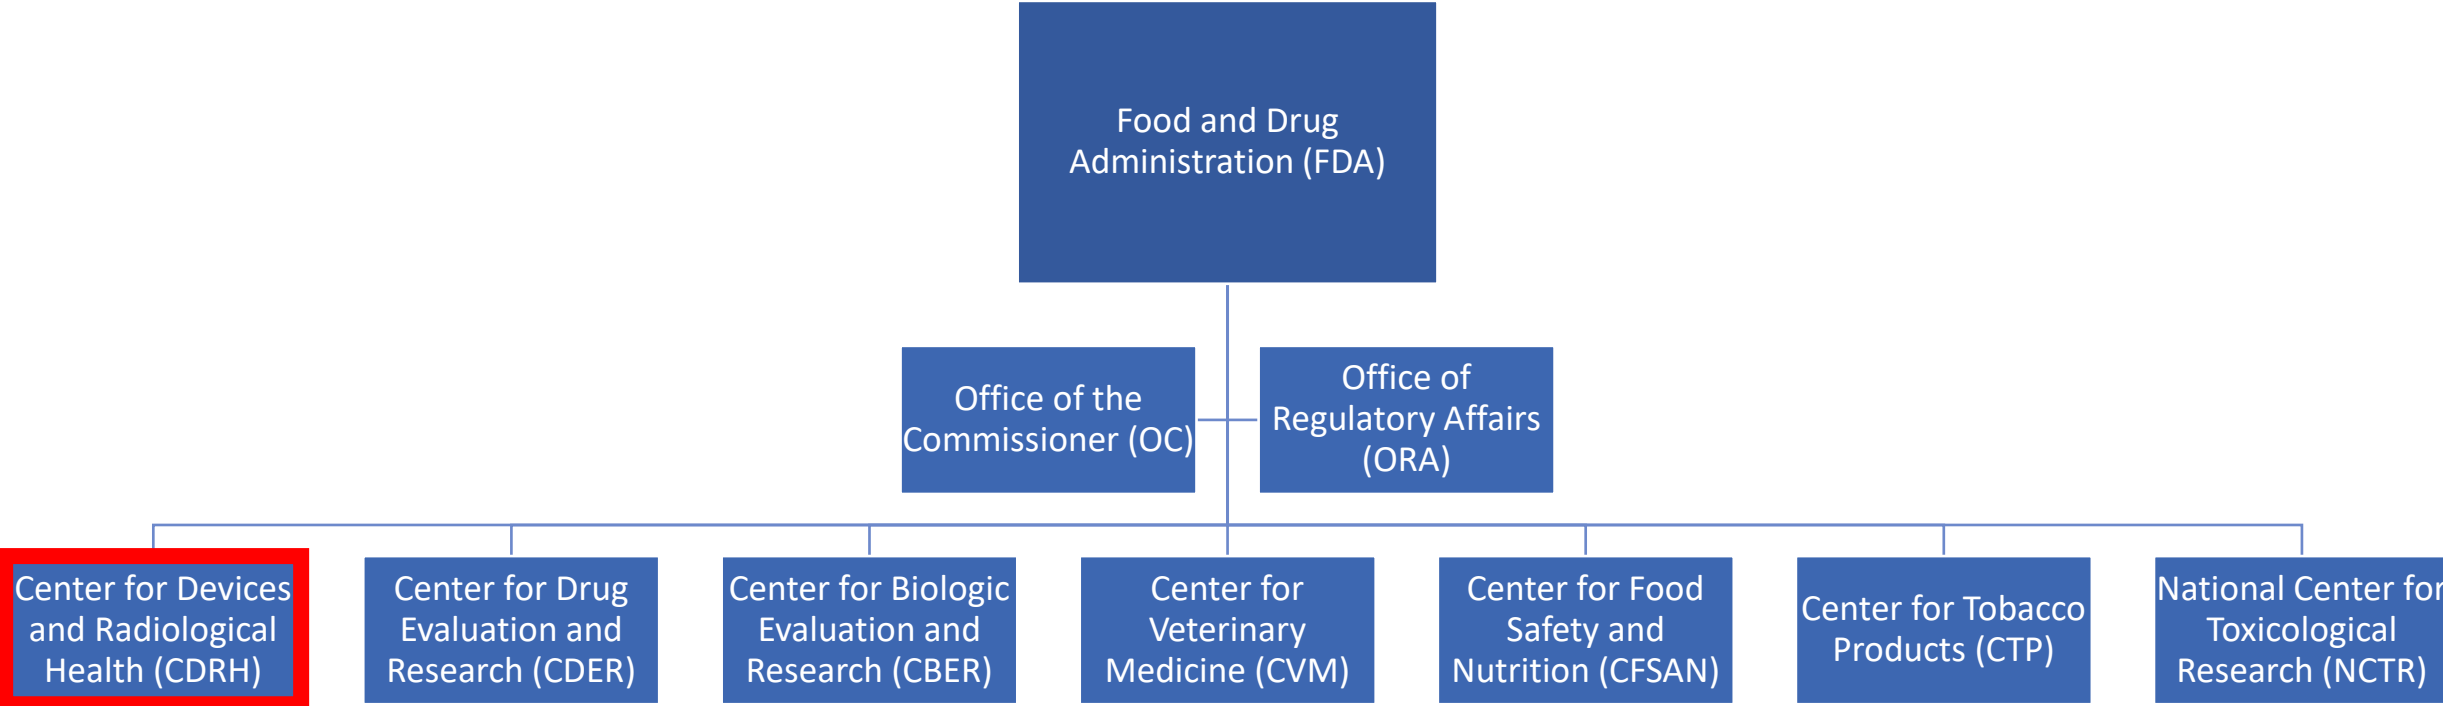 Food and Drug
Administration (FDA)
Office of the
Commissioner (OC)
Office of
Regulatory Affairs
(ORA)
Center for Devices
and Radiological
Health (CDRH)
Center for Drug
Evaluation and
Research (CDER)
Center for Biologic
Evaluation and
Research (CBER)
Center for
Veterinary
Medicine (CVM)
Center for Food
Safety and
Nutrition (CFSAN)
Center for Tobacco
Products (CTP)
National Center for
Toxicological
Research (NCTR)